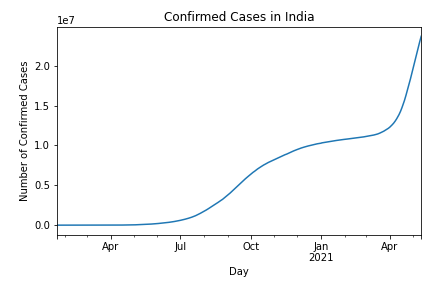 Confirmed Cases in India
1e7
Number of Confirmed Cases
2.0
1.5
1.0
0.5
0.0
Apr Jul Oct Jan Apr
2021
Day